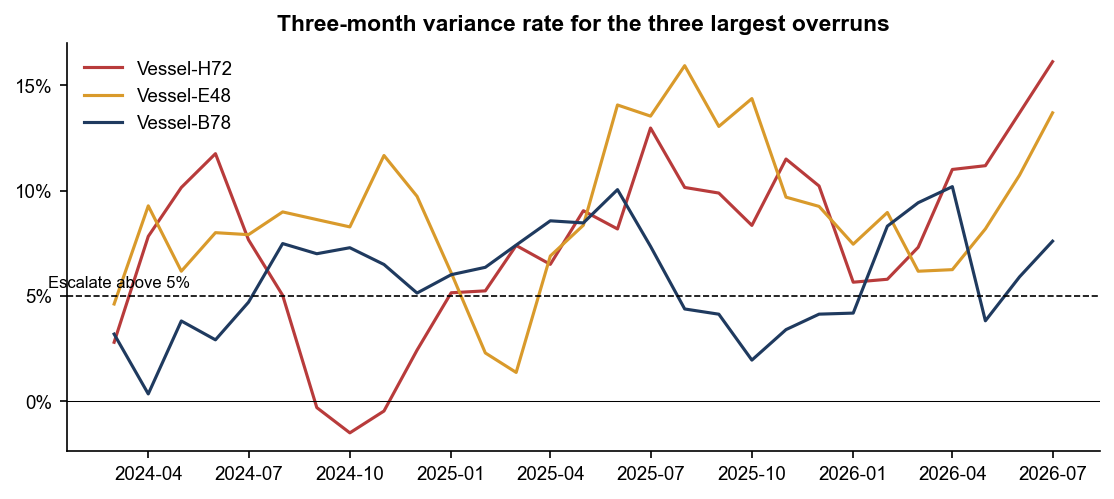 Three-month variance rate for the three largest overruns
Vessel-H72
Vessel-E48
Vessel-B78
15%
10%
Escalate above 5%
5%
0%
2024-04 2024-07 2024-10 2025-01 2025-04 2025-07 2025-10 2026-01 2026-04 2026-07